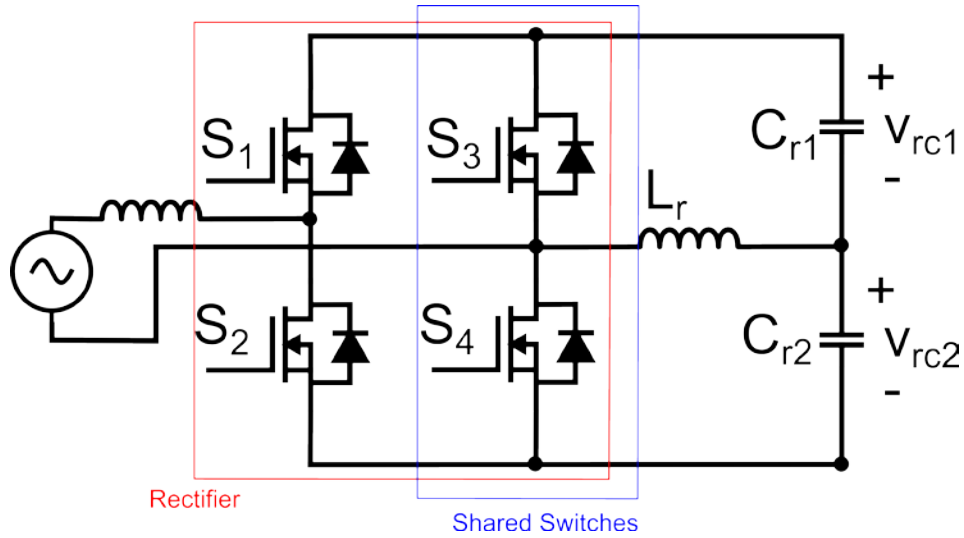 S1
S3
Cr1
+
vrc1
-
Lr
S2
S4
Cr2
+
vrc2
-
Rectifier
Shared Switches